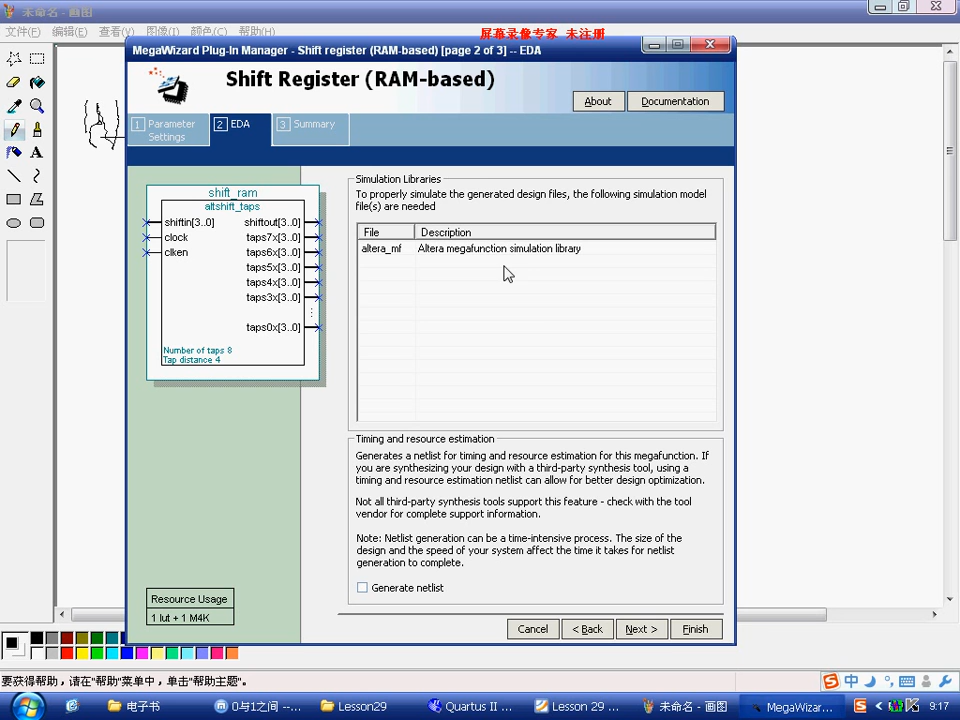 未命名 - 画图
文件(F) 编辑(E) 查看(V) 图像(I) 颜色(C) 帮助(H)
屏幕录像专家 未注册
MegaWizard Plug-In Manager - Shift register (RAM-based) [page 2 of 3] -- EDA
Shift Register (RAM-based)
About
Documentation
1 Parameter Settings
2 EDA
3 Summary
shift_ram
altshift_taps
shiftin[3..0] shiftout[3..0]
clock taps7x[3..0]
clken taps6x[3..0]
taps5x[3..0]
taps4x[3..0]
taps3x[3..0]
taps0x[3..0]
Number of taps 8
Tap distance 4
Resource Usage
1 lut + 1 M4K
Simulation Libraries
To properly simulate the generated design files, the following simulation model
file(s) are needed
File Description
altera_mf Altera megafunction simulation library
Timing and resource estimation
Generates a netlist for timing and resource estimation for this megafunction. If
you are synthesizing your design with a third-party synthesis tool, using a
timing and resource estimation netlist can allow for better design optimization.
Not all third-party synthesis tools support this feature - check with the tool
vendor for complete support information.
Note: Netlist generation can be a time-intensive process. The size of the
design and the speed of your system affect the time it takes for netlist
generation to complete.
Generate netlist
Cancel
< Back
Next >
Finish
要获得帮助，请在"帮助"菜单中，单击"帮助主题"。
中
电子书
0与1之间 --...
Lesson29
Quartus II ...
Lesson 29 ...
未命名 - 画图
MegaWizar...
9:17